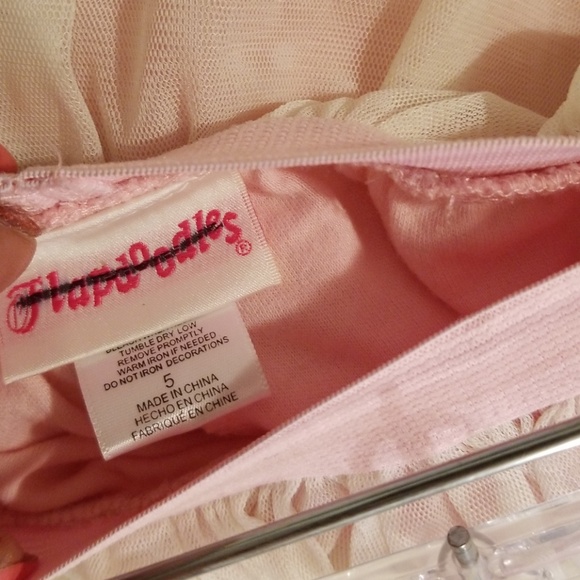 Flapdoodles®
TUMBLE DRY LOW
REMOVE PROMPTLY
WARM IRON IF NEEDED
DO NOT IRON DECORATIONS
5
MADE IN CHINA
HECHO EN CHINA
FABRIQUÉ EN CHINE